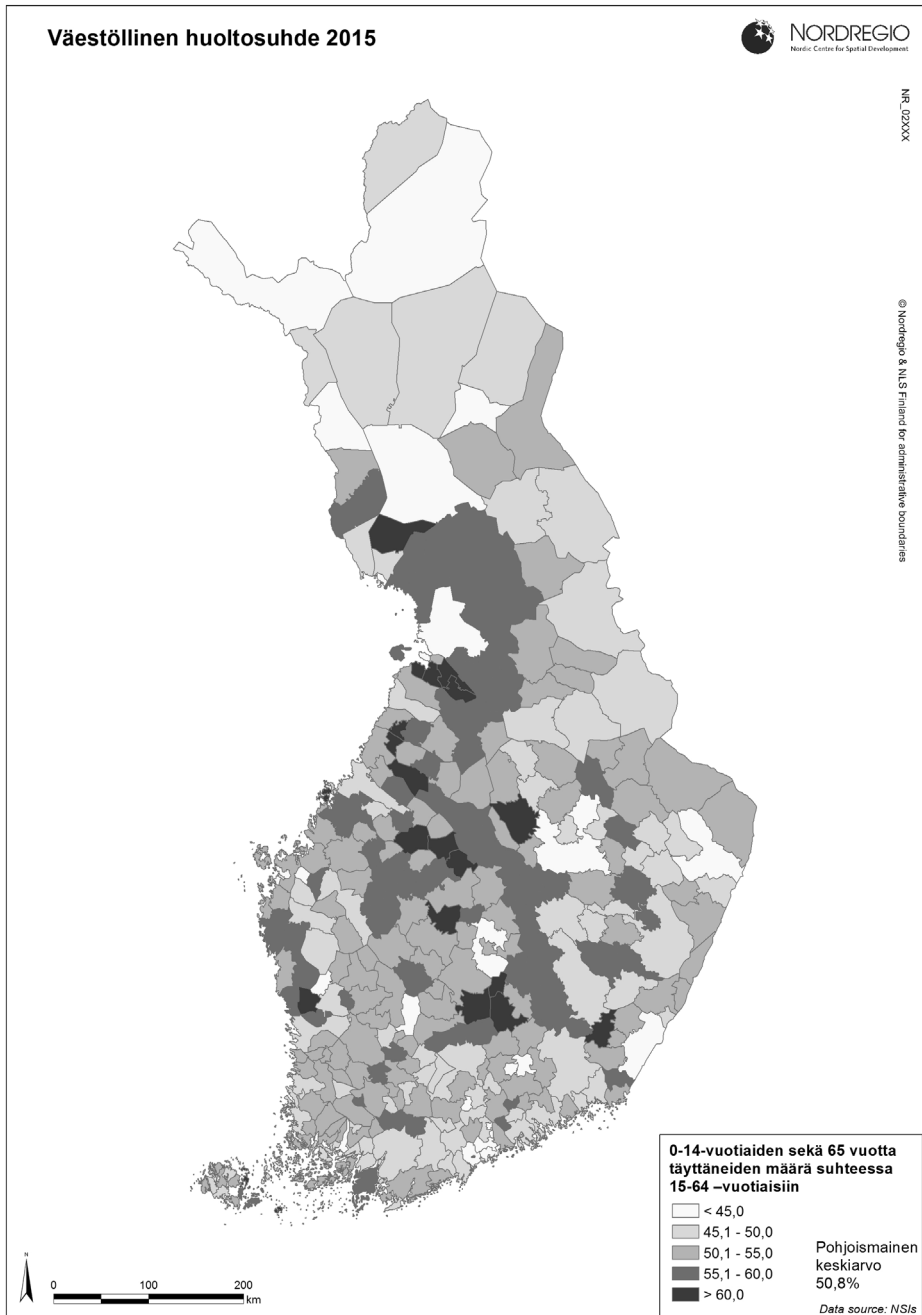 Väestöllinen huoltosuhde 2015
NORDREGIO
Nordic Centre for Spatial Development
NR_02XXX
© Nordregio & NLS Finland for administrative boundaries
0-14-vuotiaiden sekä 65 vuotta
täyttäneiden määrä suhteessa
15-64 –vuotiaisiin
< 45,0
45,1 - 50,0
50,1 - 55,0
55,1 - 60,0
> 60,0
Pohjoismainen
keskiarvo
50,8%
Data source: NSIs
N
0 100 200
km